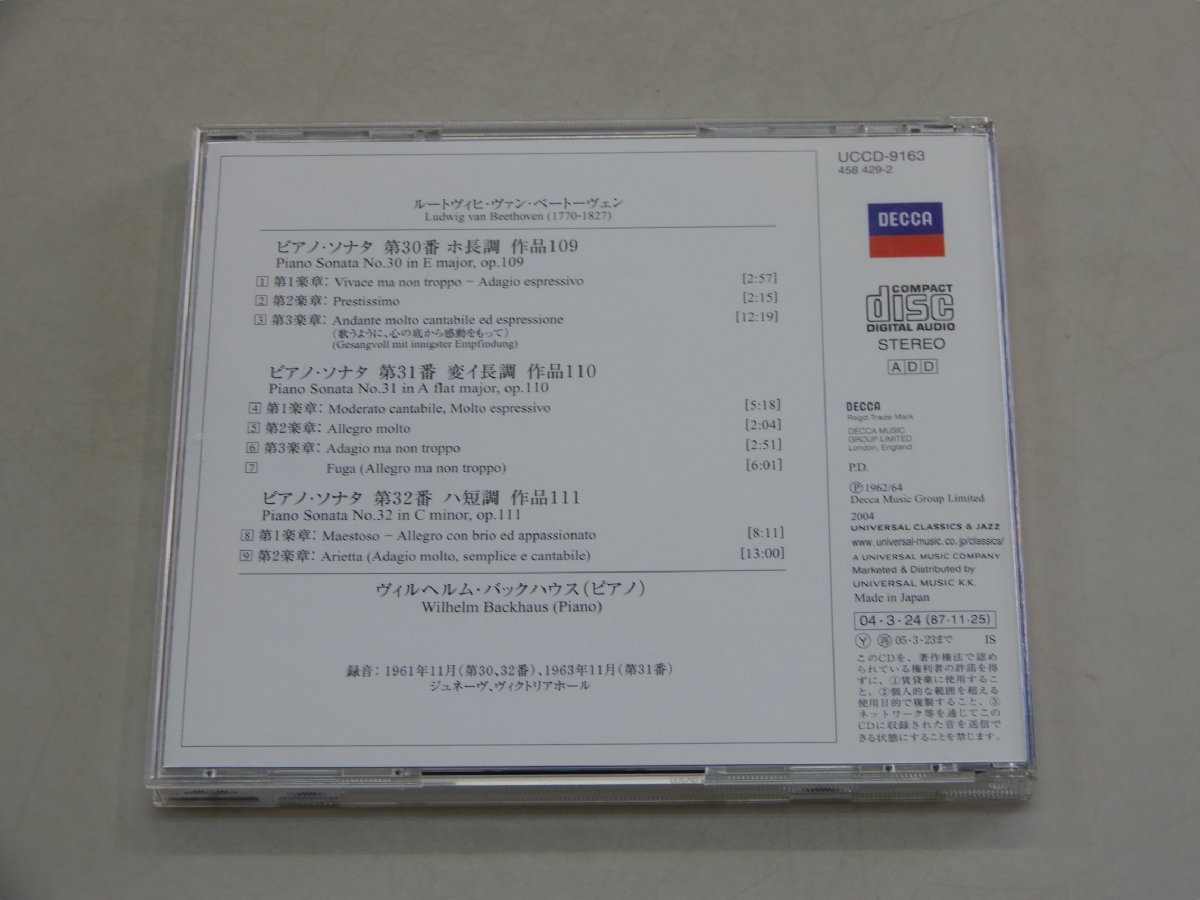 ルートヴィヒ・ヴァン・ベートーヴェン
Ludwig van Beethoven (1770-1827)
ピアノ・ソナタ 第30番 ホ長調 作品109
Piano Sonata No.30 in E major, op.109
1 第1楽章: Vivace ma non troppo – Adagio espressivo [2:57]
2 第2楽章: Prestissimo [2:15]
3 第3楽章: Andante molto cantabile ed espressione [12:19]
(歌うように、心の底から感動をもって)
(Gesangvoll mit innigster Empfindung)
ピアノ・ソナタ 第31番 変イ長調 作品110
Piano Sonata No.31 in A flat major, op.110
4 第1楽章: Moderato cantabile, Molto espressivo [5:18]
5 第2楽章: Allegro molto [2:04]
6 第3楽章: Adagio ma non troppo [2:51]
7 Fuga (Allegro ma non troppo) [6:01]
ピアノ・ソナタ 第32番 ハ短調 作品111
Piano Sonata No.32 in C minor, op.111
8 第1楽章: Maestoso – Allegro con brio ed appassionato [8:11]
9 第2楽章: Arietta (Adagio molto, semplice e cantabile) [13:00]
ヴィルヘルム・バックハウス(ピアノ)
Wilhelm Backhaus (Piano)
録音: 1961年11月(第30、32番)、1963年11月(第31番)
ジュネーヴ、ヴィクトリアホール
UCCD-9163
458 429-2
DECCA
COMPACT
disc
DIGITAL AUDIO
STEREO
ADD
DECCA
Regd.Trade Mark
DECCA MUSIC
GROUP LIMITED
London, England
P.D.
Ⓟ 1962/64
Decca Music Group Limited
2004
UNIVERSAL CLASSICS & JAZZ
www.universal-music.co.jp/classics/
A UNIVERSAL MUSIC COMPANY
Marketed & Distributed by
UNIVERSAL MUSIC K.K.
Made in Japan
04・3・24 (87・11・25)
Ⓨ 再 05・3・23まで IS
このCDを、著作権法で認め
られている権利者の許諾を得
ずに、①賃貸業に使用するこ
と、②個人的な範囲を超える
使用目的で複製すること、③
ネットワーク等を通じてこの
CDに収録された音を送信で
きる状態にすることを禁じます。